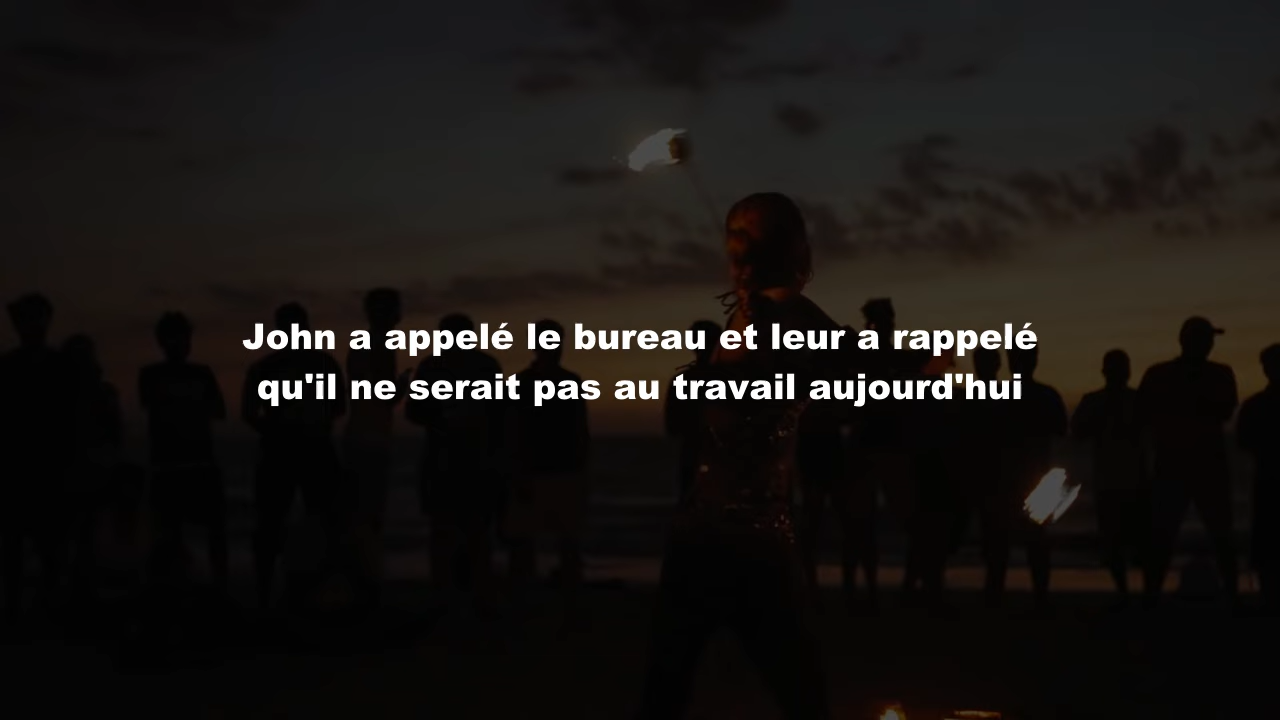 John a appelé le bureau et leur a rappelé
qu'il ne serait pas au travail aujourd'hui